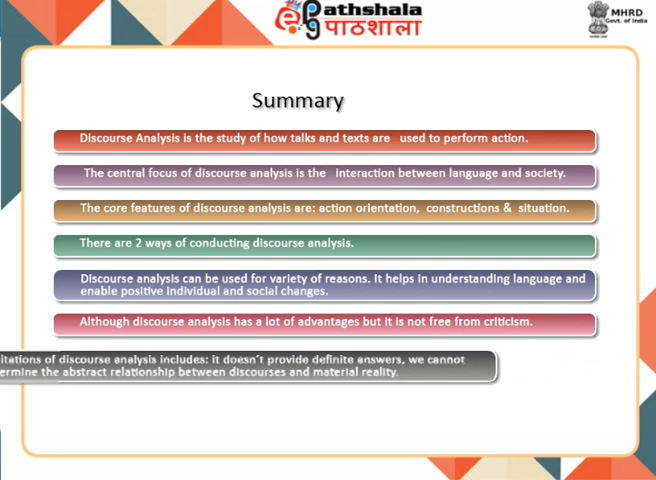 ePathshala
पाठशाला
MHRD
Govt. of India
Summary
Discourse Analysis is the study of how talks and texts are used to perform action.
The central focus of discourse analysis is the interaction between language and society.
The core features of discourse analysis are: action orientation, constructions & situation.
There are 2 ways of conducting discourse analysis.
Discourse analysis can be used for variety of reasons. It helps in understanding language and
enable positive individual and social changes.
Although discourse analysis has a lot of advantages but it is not free from criticism.
itations of discourse analysis includes: it doesn't provide definite answers, we cannot
ermine the abstract relationship between discourses and material reality.